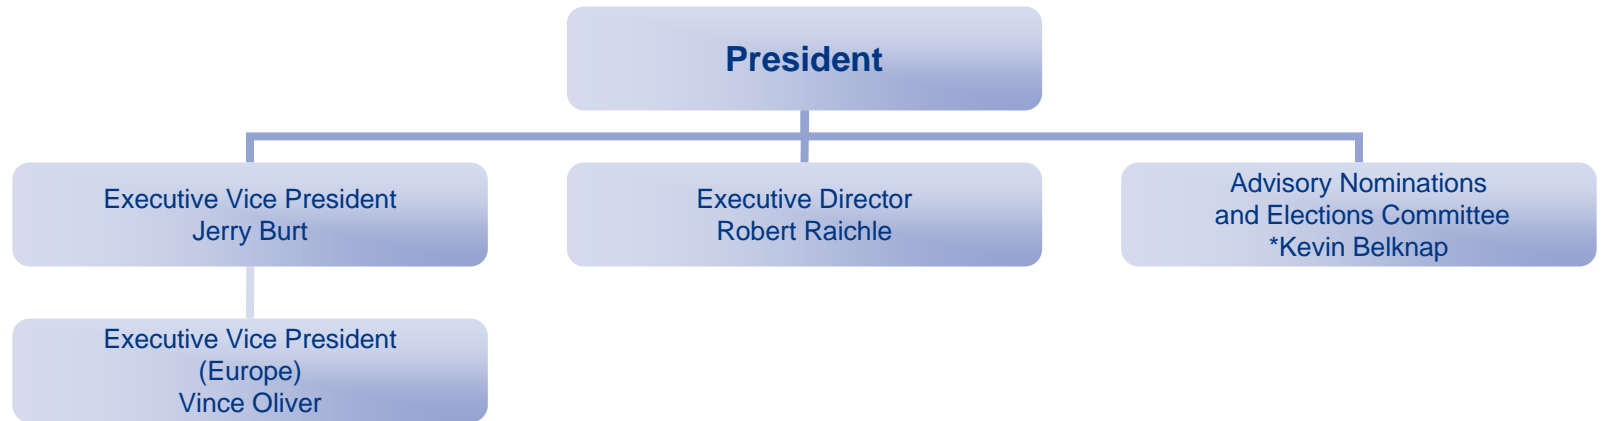 President
Executive Vice President
Jerry Burt
Executive Director
Robert Raichle
Advisory Nominations
and Elections Committee
*Kevin Belknap
Executive Vice President
(Europe)
Vince Oliver